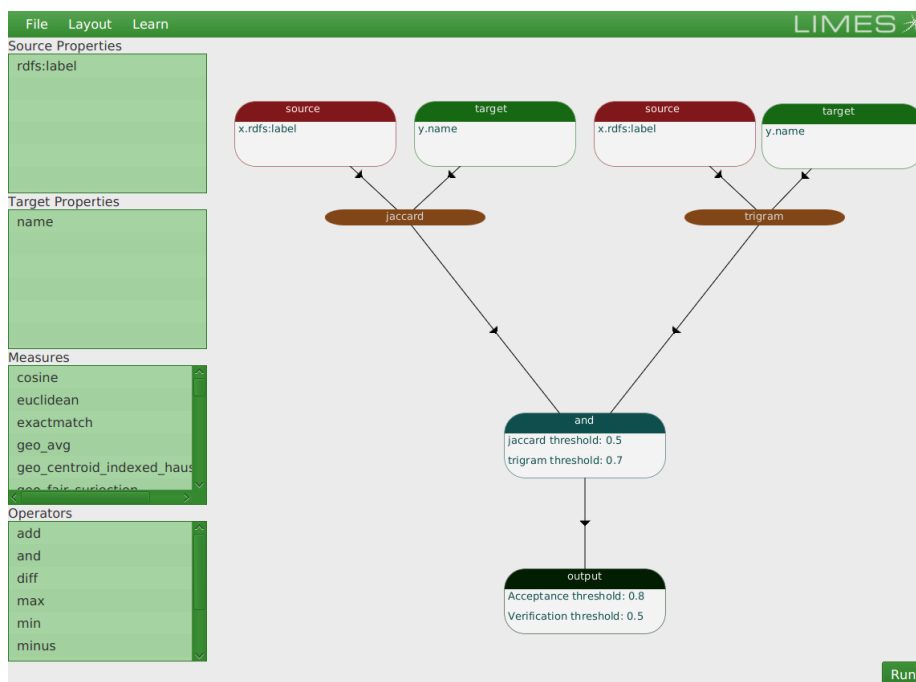 File Layout Learn
LIMES
Source Properties
rdfs:label
Target Properties
name
Measures
cosine
euclidean
exactmatch
geo_avg
geo_centroid_indexed_haus
geo_fair_surjection
Operators
add
and
diff
max
min
minus
source
x.rdfs:label
target
y.name
source
x.rdfs:label
target
y.name
jaccard
trigram
and
jaccard threshold: 0.5
trigram threshold: 0.7
output
Acceptance threshold: 0.8
Verification threshold: 0.5
Run